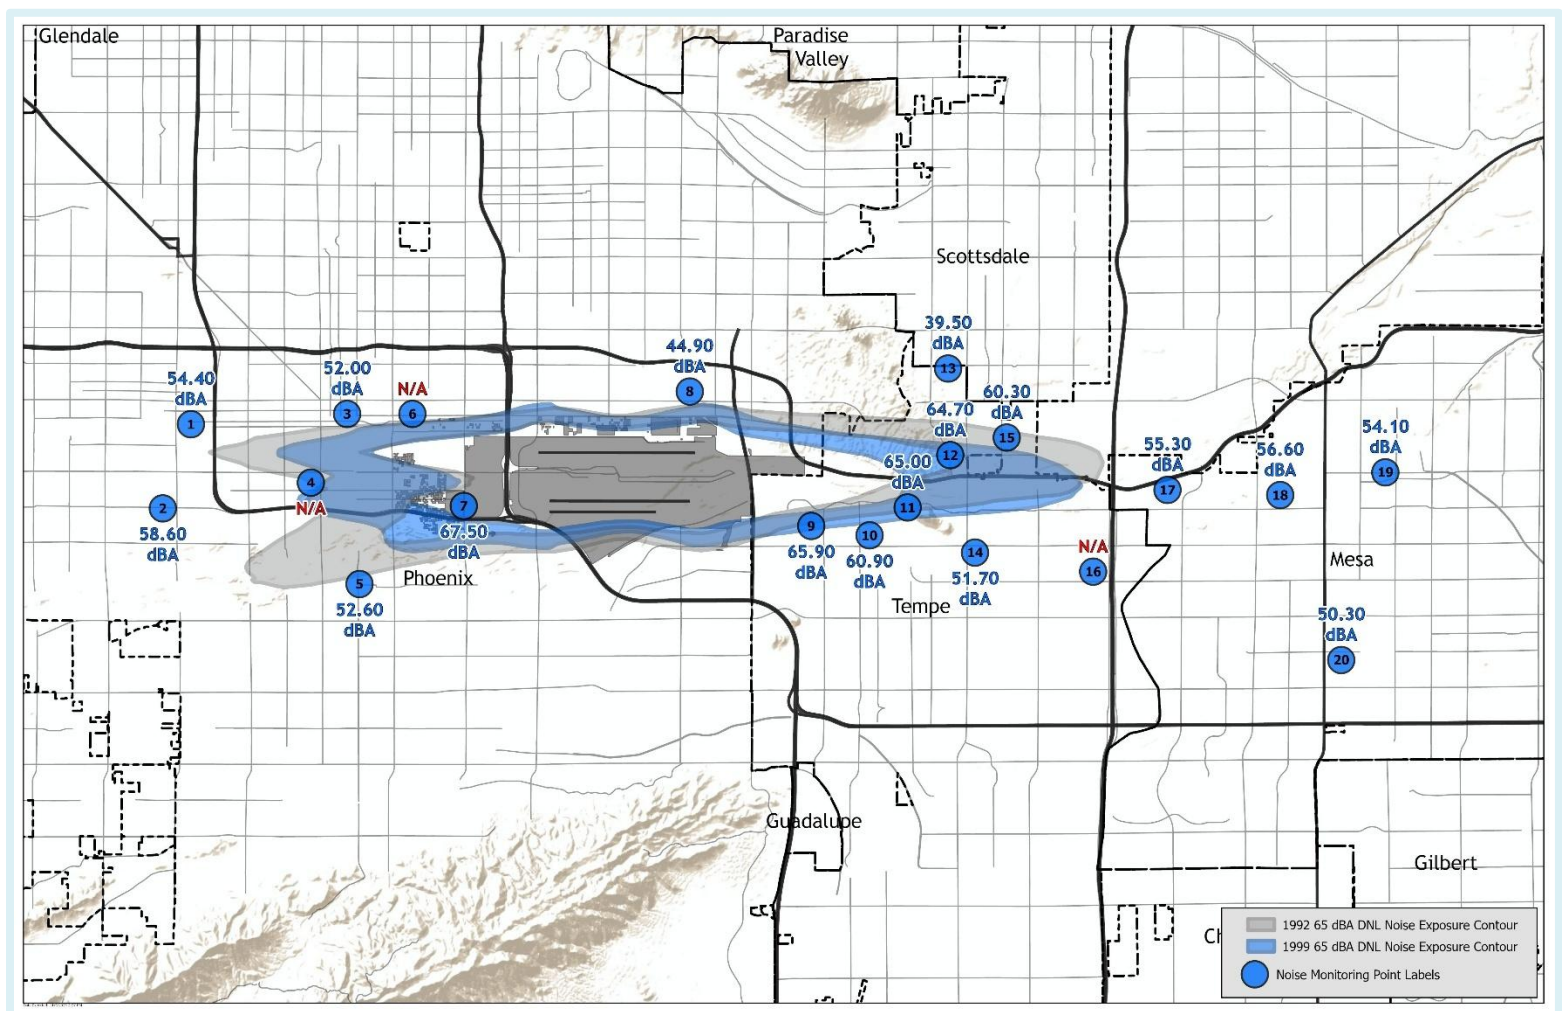 Glendale
Paradise
Valley
Scottsdale
39.50
dBA
13
44.90
dBA
8
52.00
dBA
3
N/A
6
54.40
dBA
1
60.30
dBA
15
64.70
dBA
12
65.00
dBA
11
54.10
dBA
19
55.30
dBA
17
56.60
dBA
18
4
N/A
7
67.50
dBA
2
58.60
dBA
9
65.90
dBA
10
60.90
dBA
14
51.70
dBA
N/A
16
Mesa
5
52.60
dBA
Phoenix
Tempe
50.30
dBA
20
Guadalupe
Gilbert
Ch
1992 65 dBA DNL Noise Exposure Contour
1999 65 dBA DNL Noise Exposure Contour
Noise Monitoring Point Labels